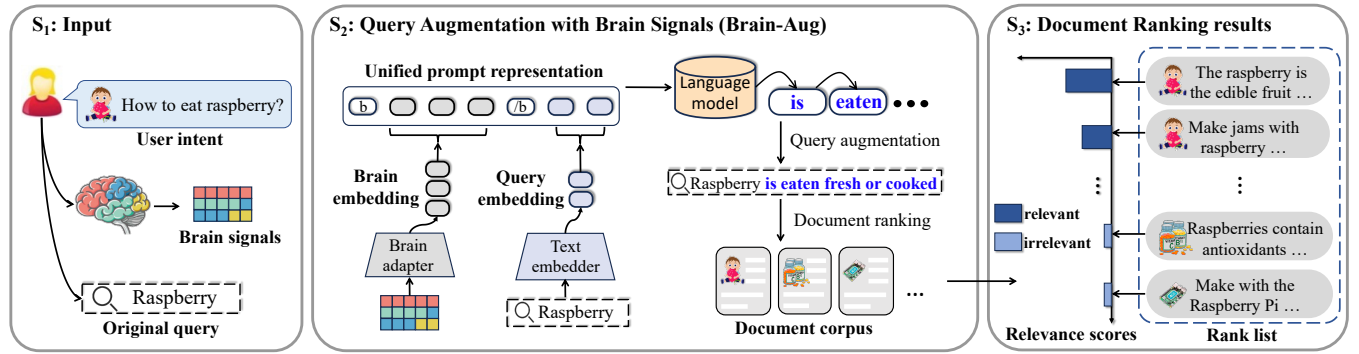 S1: Input
How to eat raspberry?
User intent
Brain signals
Raspberry
Original query
S2: Query Augmentation with Brain Signals (Brain-Aug)
Unified prompt representation
b
/b
Language
model
is
eaten
Brain
embedding
Query
embedding
Query augmentation
Raspberry is eaten fresh or cooked
Document ranking
Brain
adapter
Text
embedder
Raspberry
...
Document corpus
S3: Document Ranking results
The raspberry is
the edible fruit ...
Make jams with
raspberry ...
...
...
relevant
irrelevant
Raspberries contain
antioxidants ...
Make with the
Raspberry Pi ...
Relevance scores
Rank list